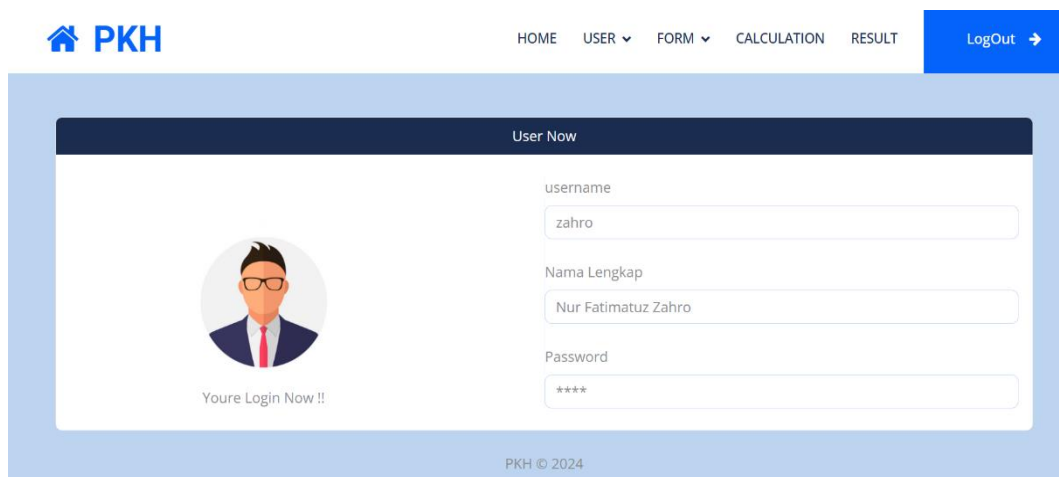 PKH
HOME USER FORM CALCULATION RESULT LogOut
User Now
username
zahro
Nama Lengkap
Nur Fatimatuz Zahro
Password
****
Youre Login Now !!
PKH © 2024